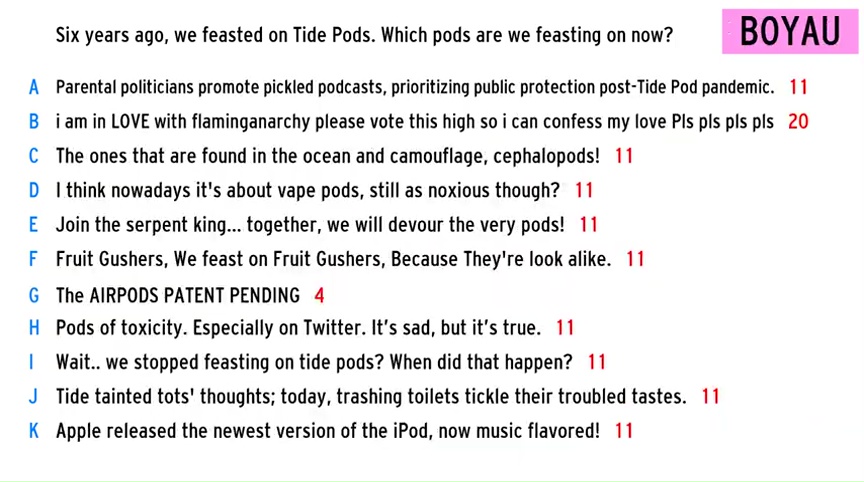 Six years ago, we feasted on Tide Pods. Which pods are we feasting on now?
BOYAU
A Parental politicians promote pickled podcasts, prioritizing public protection post-Tide Pod pandemic. 11
B i am in LOVE with flaminganarchy please vote this high so i can confess my love Pls pls pls pls 20
C The ones that are found in the ocean and camouflage, cephalopods! 11
D I think nowadays it's about vape pods, still as noxious though? 11
E Join the serpent king... together, we will devour the very pods! 11
F Fruit Gushers, We feast on Fruit Gushers, Because They're look alike. 11
G The AIRPODS PATENT PENDING 4
H Pods of toxicity. Especially on Twitter. It's sad, but it's true. 11
I Wait.. we stopped feasting on tide pods? When did that happen? 11
J Tide tainted tots' thoughts; today, trashing toilets tickle their troubled tastes. 11
K Apple released the newest version of the iPod, now music flavored! 11